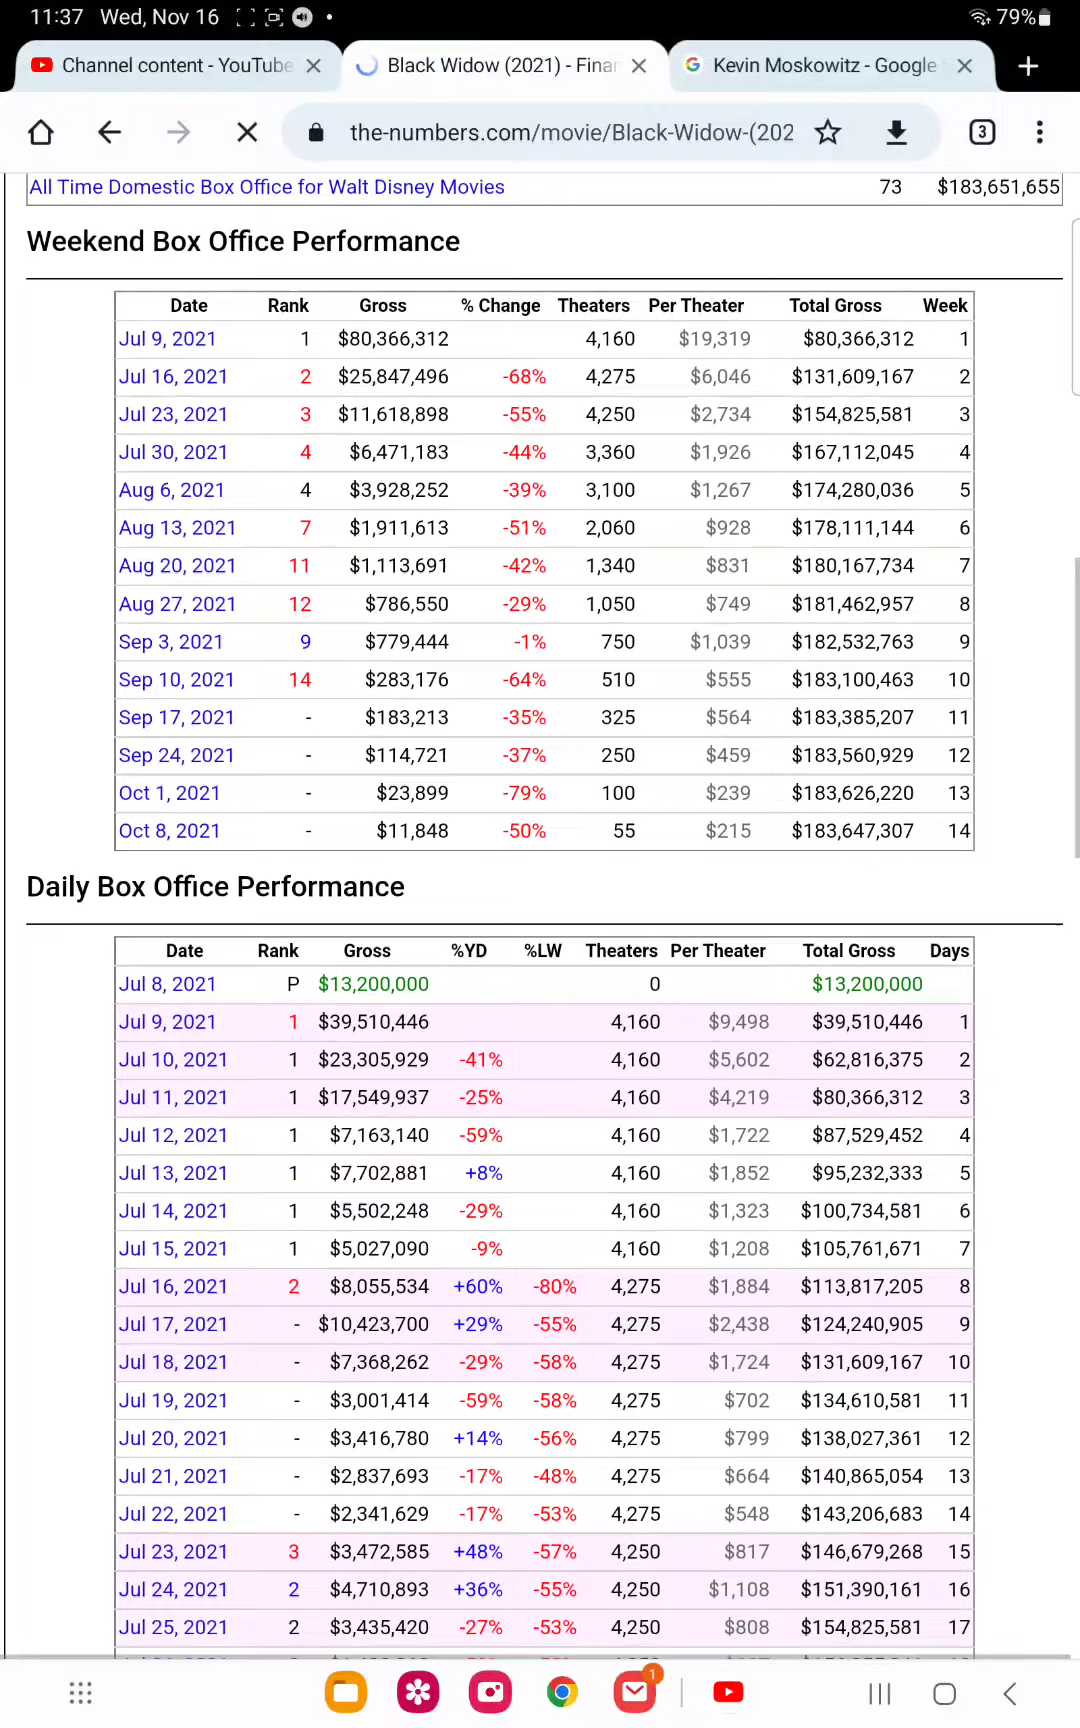 11:37 Wed, Nov 16 79%
Channel content - YouTube Black Widow (2021) - Finan Kevin Moskowitz - Google
the-numbers.com/movie/Black-Widow-(202 3
All Time Domestic Box Office for Walt Disney Movies 73 $183,651,655
Weekend Box Office Performance
Date Rank Gross % Change Theaters Per Theater Total Gross Week
Jul 9, 2021 1 $80,366,312 4,160 $19,319 $80,366,312 1
Jul 16, 2021 2 $25,847,496 -68% 4,275 $6,046 $131,609,167 2
Jul 23, 2021 3 $11,618,898 -55% 4,250 $2,734 $154,825,581 3
Jul 30, 2021 4 $6,471,183 -44% 3,360 $1,926 $167,112,045 4
Aug 6, 2021 4 $3,928,252 -39% 3,100 $1,267 $174,280,036 5
Aug 13, 2021 7 $1,911,613 -51% 2,060 $928 $178,111,144 6
Aug 20, 2021 11 $1,113,691 -42% 1,340 $831 $180,167,734 7
Aug 27, 2021 12 $786,550 -29% 1,050 $749 $181,462,957 8
Sep 3, 2021 9 $779,444 -1% 750 $1,039 $182,532,763 9
Sep 10, 2021 14 $283,176 -64% 510 $555 $183,100,463 10
Sep 17, 2021 - $183,213 -35% 325 $564 $183,385,207 11
Sep 24, 2021 - $114,721 -37% 250 $459 $183,560,929 12
Oct 1, 2021 - $23,899 -79% 100 $239 $183,626,220 13
Oct 8, 2021 - $11,848 -50% 55 $215 $183,647,307 14
Daily Box Office Performance
Date Rank Gross %YD %LW Theaters Per Theater Total Gross Days
Jul 8, 2021 P $13,200,000 0 $13,200,000
Jul 9, 2021 1 $39,510,446 4,160 $9,498 $39,510,446 1
Jul 10, 2021 1 $23,305,929 -41% 4,160 $5,602 $62,816,375 2
Jul 11, 2021 1 $17,549,937 -25% 4,160 $4,219 $80,366,312 3
Jul 12, 2021 1 $7,163,140 -59% 4,160 $1,722 $87,529,452 4
Jul 13, 2021 1 $7,702,881 +8% 4,160 $1,852 $95,232,333 5
Jul 14, 2021 1 $5,502,248 -29% 4,160 $1,323 $100,734,581 6
Jul 15, 2021 1 $5,027,090 -9% 4,160 $1,208 $105,761,671 7
Jul 16, 2021 2 $8,055,534 +60% -80% 4,275 $1,884 $113,817,205 8
Jul 17, 2021 - $10,423,700 +29% -55% 4,275 $2,438 $124,240,905 9
Jul 18, 2021 - $7,368,262 -29% -58% 4,275 $1,724 $131,609,167 10
Jul 19, 2021 - $3,001,414 -59% -58% 4,275 $702 $134,610,581 11
Jul 20, 2021 - $3,416,780 +14% -56% 4,275 $799 $138,027,361 12
Jul 21, 2021 - $2,837,693 -17% -48% 4,275 $664 $140,865,054 13
Jul 22, 2021 - $2,341,629 -17% -53% 4,275 $548 $143,206,683 14
Jul 23, 2021 3 $3,472,585 +48% -57% 4,250 $817 $146,679,268 15
Jul 24, 2021 2 $4,710,893 +36% -55% 4,250 $1,108 $151,390,161 16
Jul 25, 2021 2 $3,435,420 -27% -53% 4,250 $808 $154,825,581 17
1